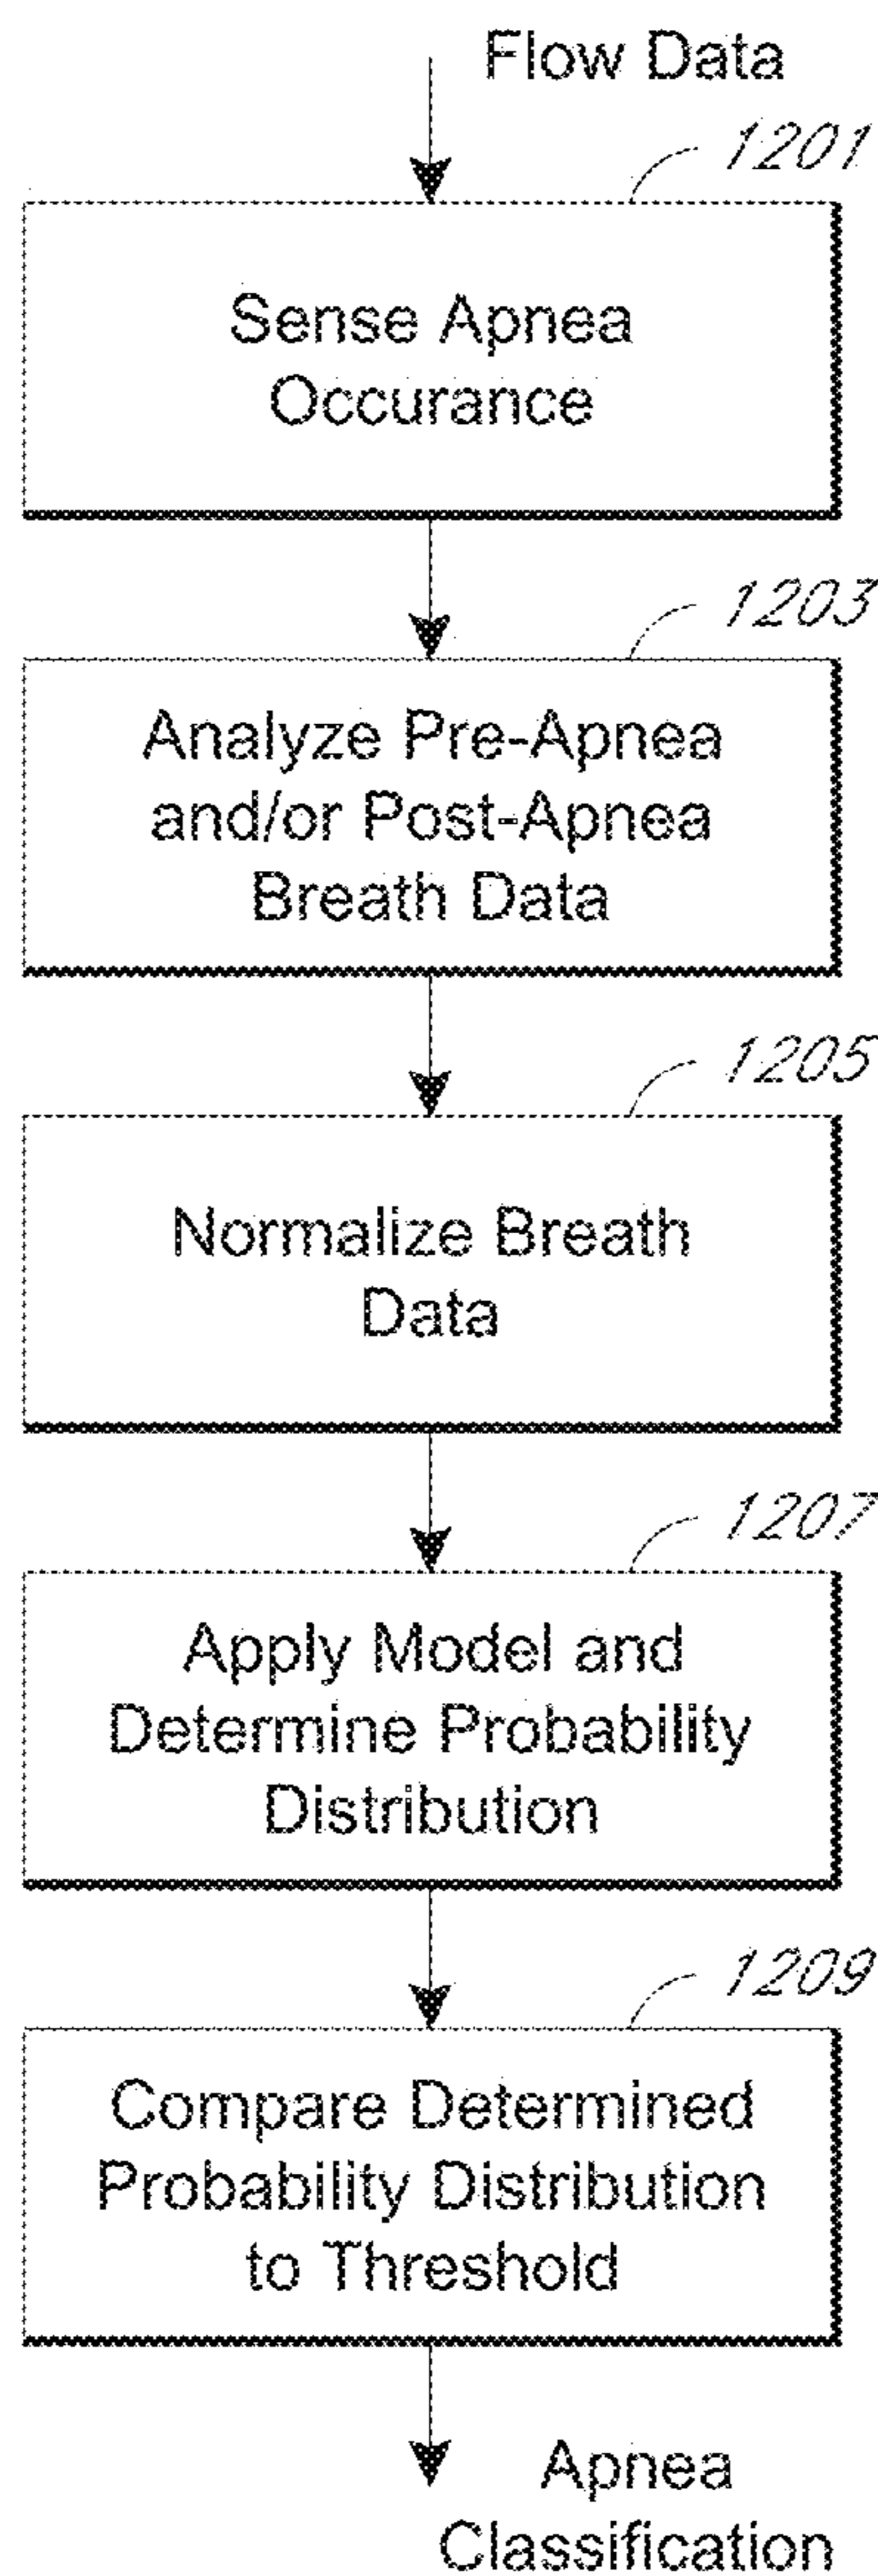 Flow Data
1201
Sense Apnea
Occurance
1203
Analyze Pre-Apnea
and/or Post-Apnea
Breath Data
1205
Normalize Breath
Data
1207
Apply Model and
Determine Probability
Distribution
1209
Compare Determined
Probability Distribution
to Threshold
Apnea
Classification